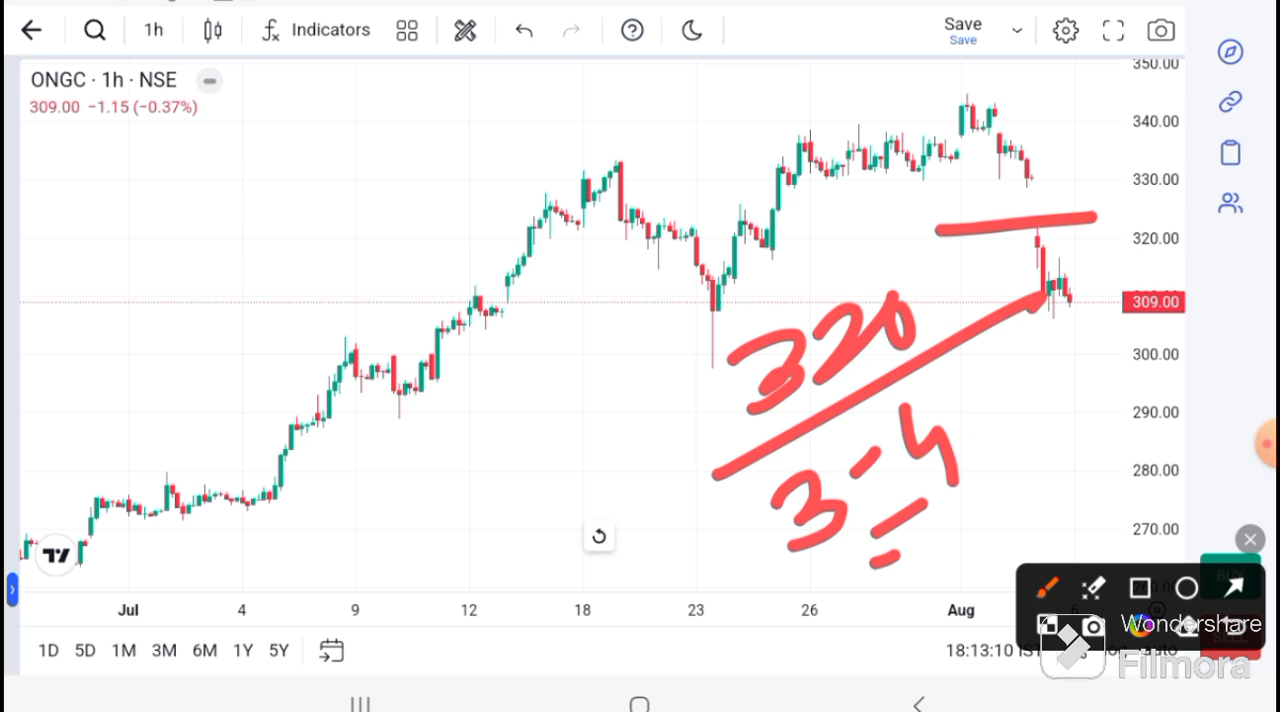 1h
Indicators
Save
Save
ONGC · 1h · NSE
309.00 −1.15 (−0.37%)
350.00
340.00
330.00
320.00
309.00
300.00
290.00
280.00
270.00
320
3
Jul 4 9 12 18 23 26 Aug 6
1D 5D 1M 3M 6M 1Y 5Y
18:13:10 IST
Wondershare
Filmora